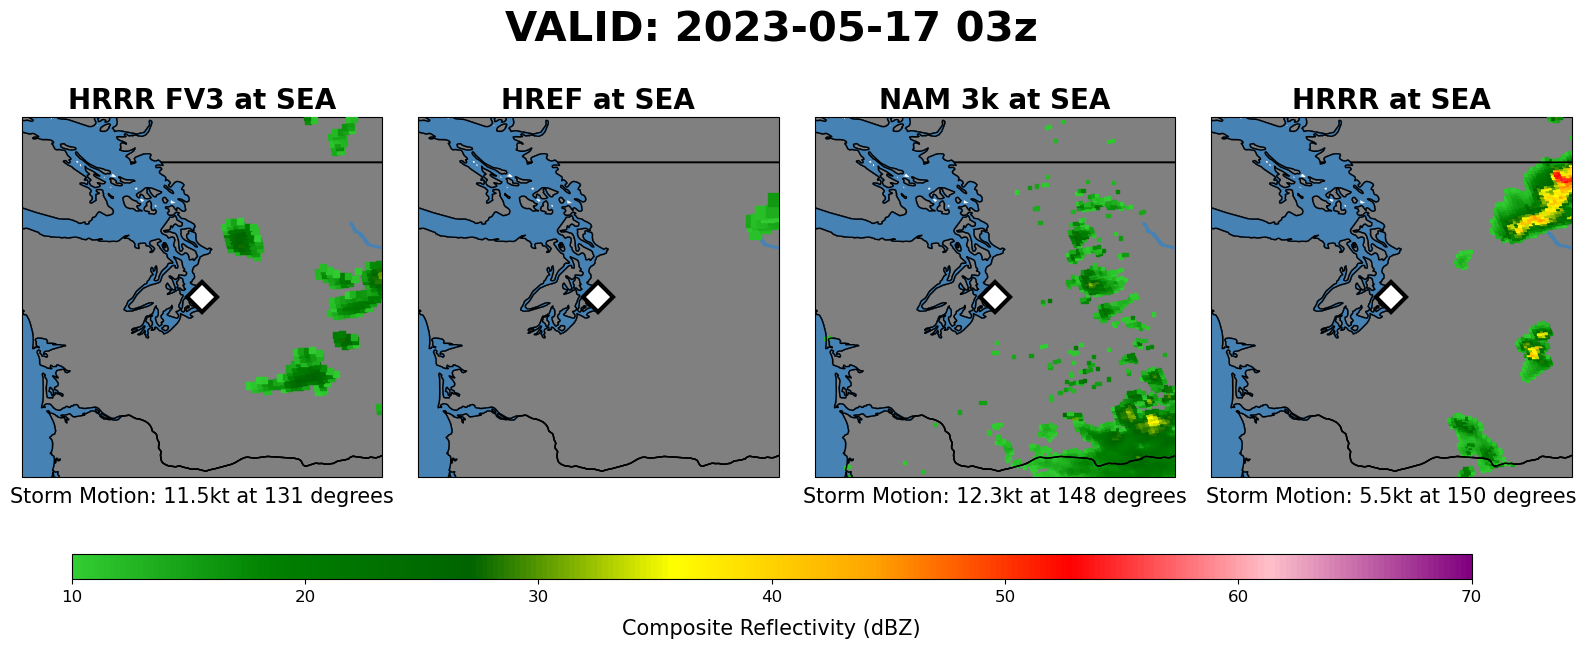 VALID: 2023-05-17 03z
HRRR FV3 at SEA
HREF at SEA
NAM 3k at SEA
HRRR at SEA
Storm Motion: 11.5kt at 131 degrees
Storm Motion: 12.3kt at 148 degrees
Storm Motion: 5.5kt at 150 degrees
10 20 30 40 50 60 70
Composite Reflectivity (dBZ)